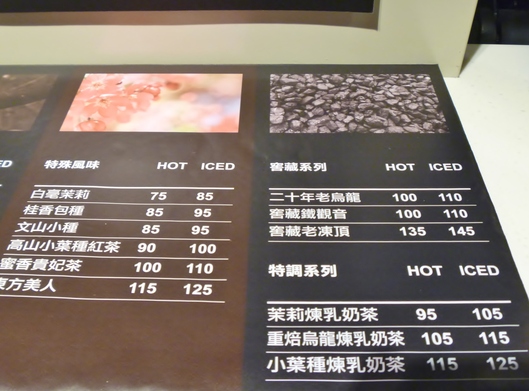 ED
特殊風味 HOT ICED
白毫茉莉 75 85
桂香包種 85 95
文山小種 85 95
高山小葉種紅茶 90 100
蜜香貴妃茶 100 110
東方美人 115 125
窖藏系列 HOT ICED
二十年老烏龍 100 110
窖藏鐵觀音 100 110
窖藏老凍頂 135 145
特調系列 HOT ICED
茉莉煉乳奶茶 95 105
重焙烏龍煉乳奶茶 105 115
小葉種煉乳奶茶 115 125